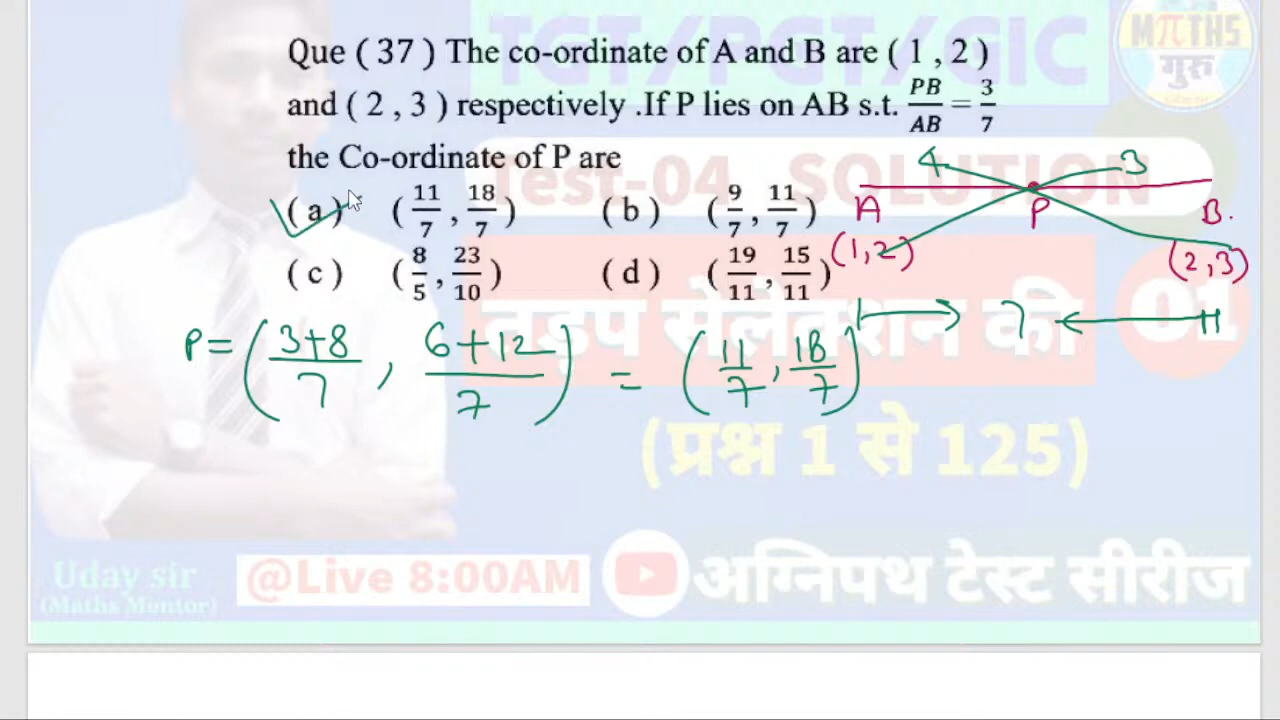 TGT/PGT/GIC
MπTHS
गुरु
Que ( 37 ) The co-ordinate of A and B are ( 1 , 2 )
and ( 2 , 3 ) respectively .If P lies on AB s.t. PB/AB = 3/7
the Co-ordinate of P are
Test-04 SOLUTION
( a ) ( 11/7 , 18/7 ) ( b ) ( 9/7 , 11/7 )
( c ) ( 8/5 , 23/10 ) ( d ) ( 19/11 , 15/11 )
4 3
A P B.
(1,2) (2,3)
7
सेलेक्शन की 01
P = ( 3+8/7 , 6+12/7 ) = ( 11/7 , 18/7 )
(प्रश्न 1 से 125)
Uday sir
(Maths Mentor)
@Live 8:00AM
अग्निपथ टेस्ट सीरीज